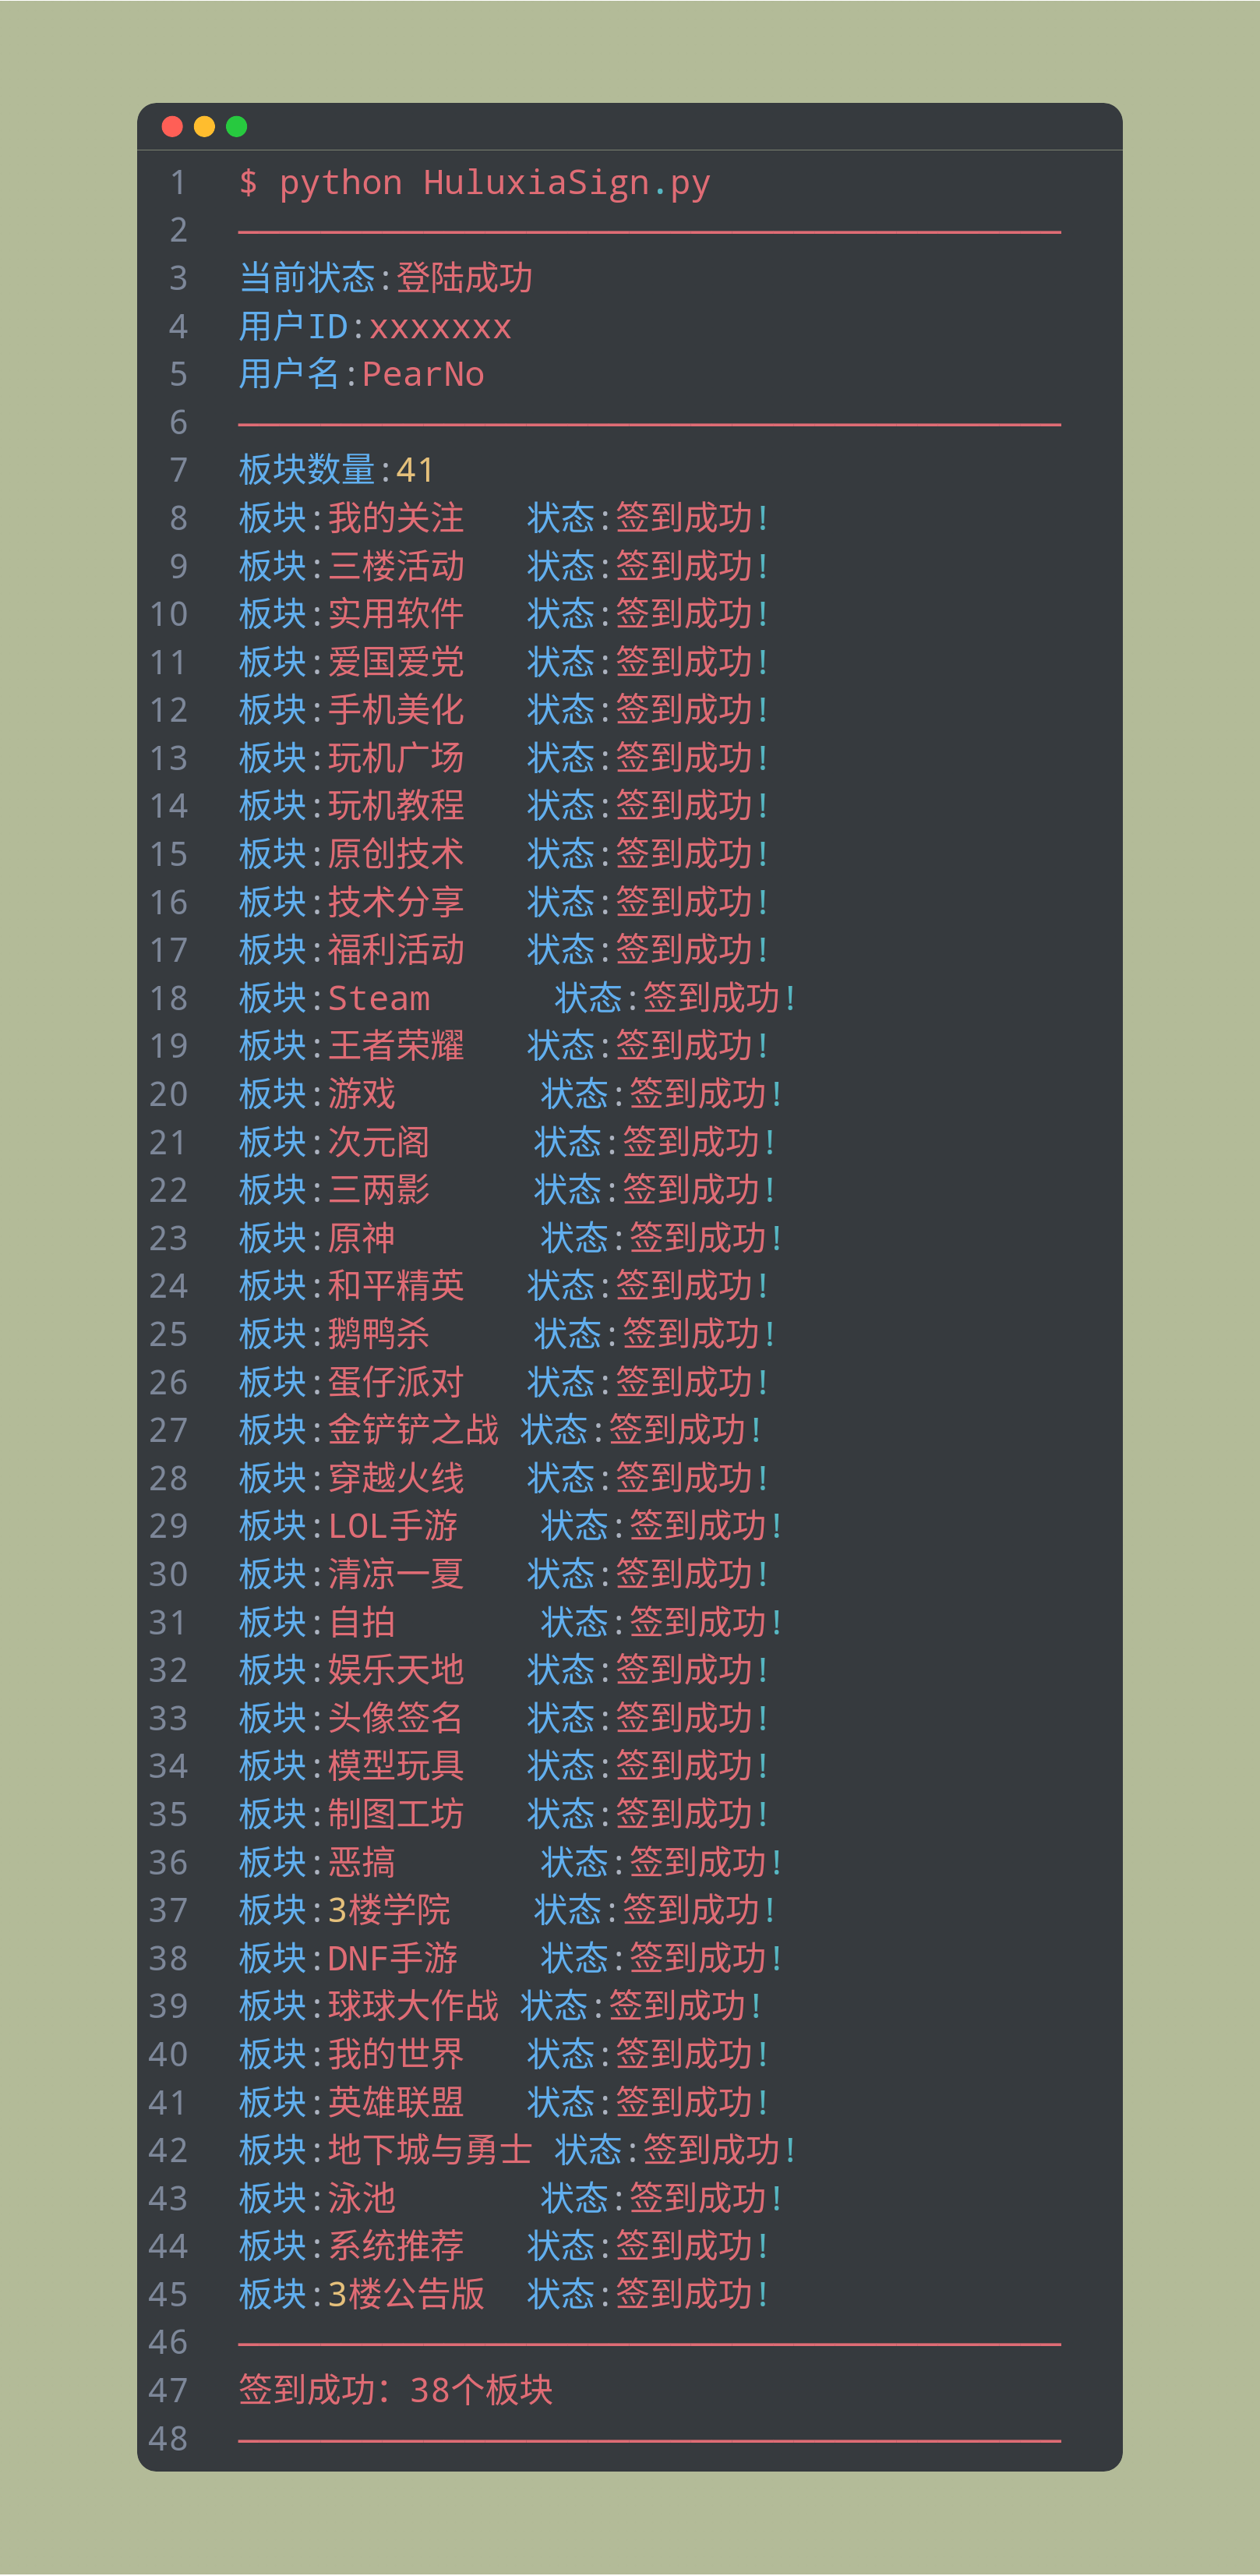 1 $ python HuluxiaSign.py
2 ────────────────────────────────────────
3 当前状态:登陆成功
4 用户ID:xxxxxxx
5 用户名:PearNo
6 ────────────────────────────────────────
7 板块数量:41
8 板块:我的关注 状态:签到成功!
9 板块:三楼活动 状态:签到成功!
10 板块:实用软件 状态:签到成功!
11 板块:爱国爱党 状态:签到成功!
12 板块:手机美化 状态:签到成功!
13 板块:玩机广场 状态:签到成功!
14 板块:玩机教程 状态:签到成功!
15 板块:原创技术 状态:签到成功!
16 板块:技术分享 状态:签到成功!
17 板块:福利活动 状态:签到成功!
18 板块:Steam 状态:签到成功!
19 板块:王者荣耀 状态:签到成功!
20 板块:游戏 状态:签到成功!
21 板块:次元阁 状态:签到成功!
22 板块:三两影 状态:签到成功!
23 板块:原神 状态:签到成功!
24 板块:和平精英 状态:签到成功!
25 板块:鹅鸭杀 状态:签到成功!
26 板块:蛋仔派对 状态:签到成功!
27 板块:金铲铲之战 状态:签到成功!
28 板块:穿越火线 状态:签到成功!
29 板块:LOL手游 状态:签到成功!
30 板块:清凉一夏 状态:签到成功!
31 板块:自拍 状态:签到成功!
32 板块:娱乐天地 状态:签到成功!
33 板块:头像签名 状态:签到成功!
34 板块:模型玩具 状态:签到成功!
35 板块:制图工坊 状态:签到成功!
36 板块:恶搞 状态:签到成功!
37 板块:3楼学院 状态:签到成功!
38 板块:DNF手游 状态:签到成功!
39 板块:球球大作战 状态:签到成功!
40 板块:我的世界 状态:签到成功!
41 板块:英雄联盟 状态:签到成功!
42 板块:地下城与勇士 状态:签到成功!
43 板块:泳池 状态:签到成功!
44 板块:系统推荐 状态:签到成功!
45 板块:3楼公告版 状态:签到成功!
46 ────────────────────────────────────────
47 签到成功：38个板块
48 ────────────────────────────────────────